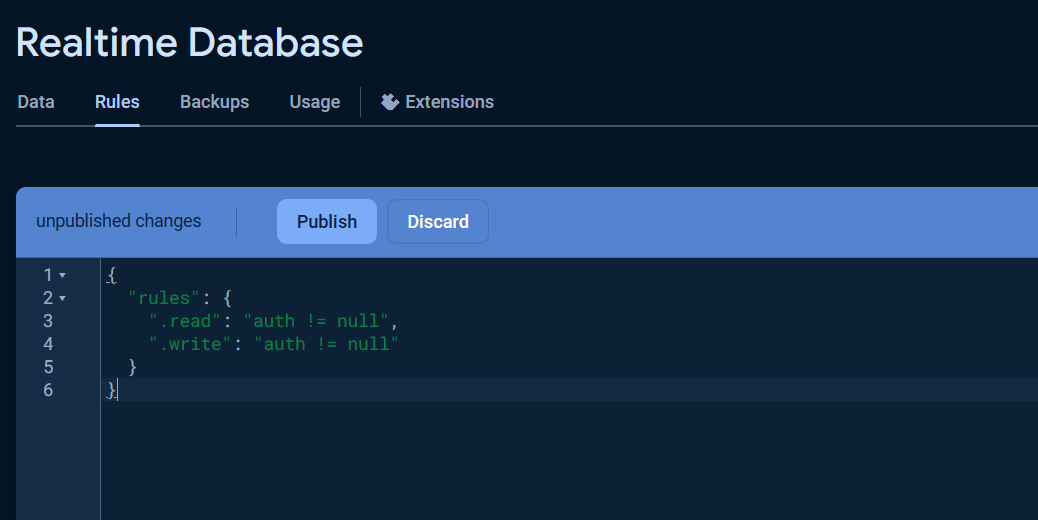 Realtime Database
Data Rules Backups Usage Extensions
unpublished changes Publish Discard
1 {
2 "rules": {
3 ".read": "auth != null",
4 ".write": "auth != null"
5 }
6 }